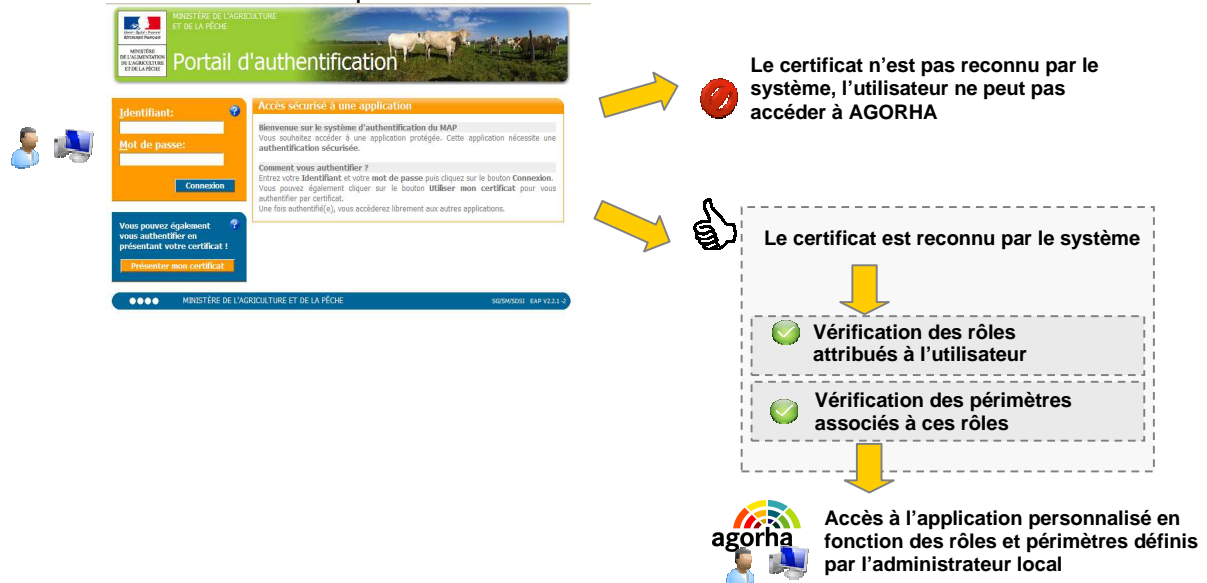 MINISTÈRE DE L'AGRICULTURE
ET DE LA PÊCHE
Liberté • Égalité • Fraternité
RÉPUBLIQUE FRANÇAISE
MINISTÈRE
DE L'ALIMENTATION
DE L'AGRICULTURE
ET DE LA PÊCHE
Portail d'authentification
Identifiant:
Mot de passe:
Connexion
Accès sécurisé à une application
Bienvenue sur le système d'authentification du MAP
Vous souhaitez accéder à une application protégée. Cette application nécessite une
authentification sécurisée.
Comment vous authentifier ?
Entrez votre Identifiant et votre mot de passe puis cliquez sur le bouton Connexion.
Vous pouvez également cliquer sur le bouton Utiliser mon certificat pour vous
authentifier par certificat.
Une fois authentifié(e), vous accèderez librement aux autres applications.
Vous pouvez également
vous authentifier en
présentant votre certificat !
Présenter mon certificat
MINISTÈRE DE L'AGRICULTURE ET DE LA PÊCHE
SG/SM/SDSI EAP V2.2.1 -2
Le certificat n'est pas reconnu par le
système, l'utilisateur ne peut pas
accéder à AGORHA
Le certificat est reconnu par le système
Vérification des rôles
attribués à l'utilisateur
Vérification des périmètres
associés à ces rôles
agorha
Accès à l'application personnalisé en
fonction des rôles et périmètres définis
par l'administrateur local